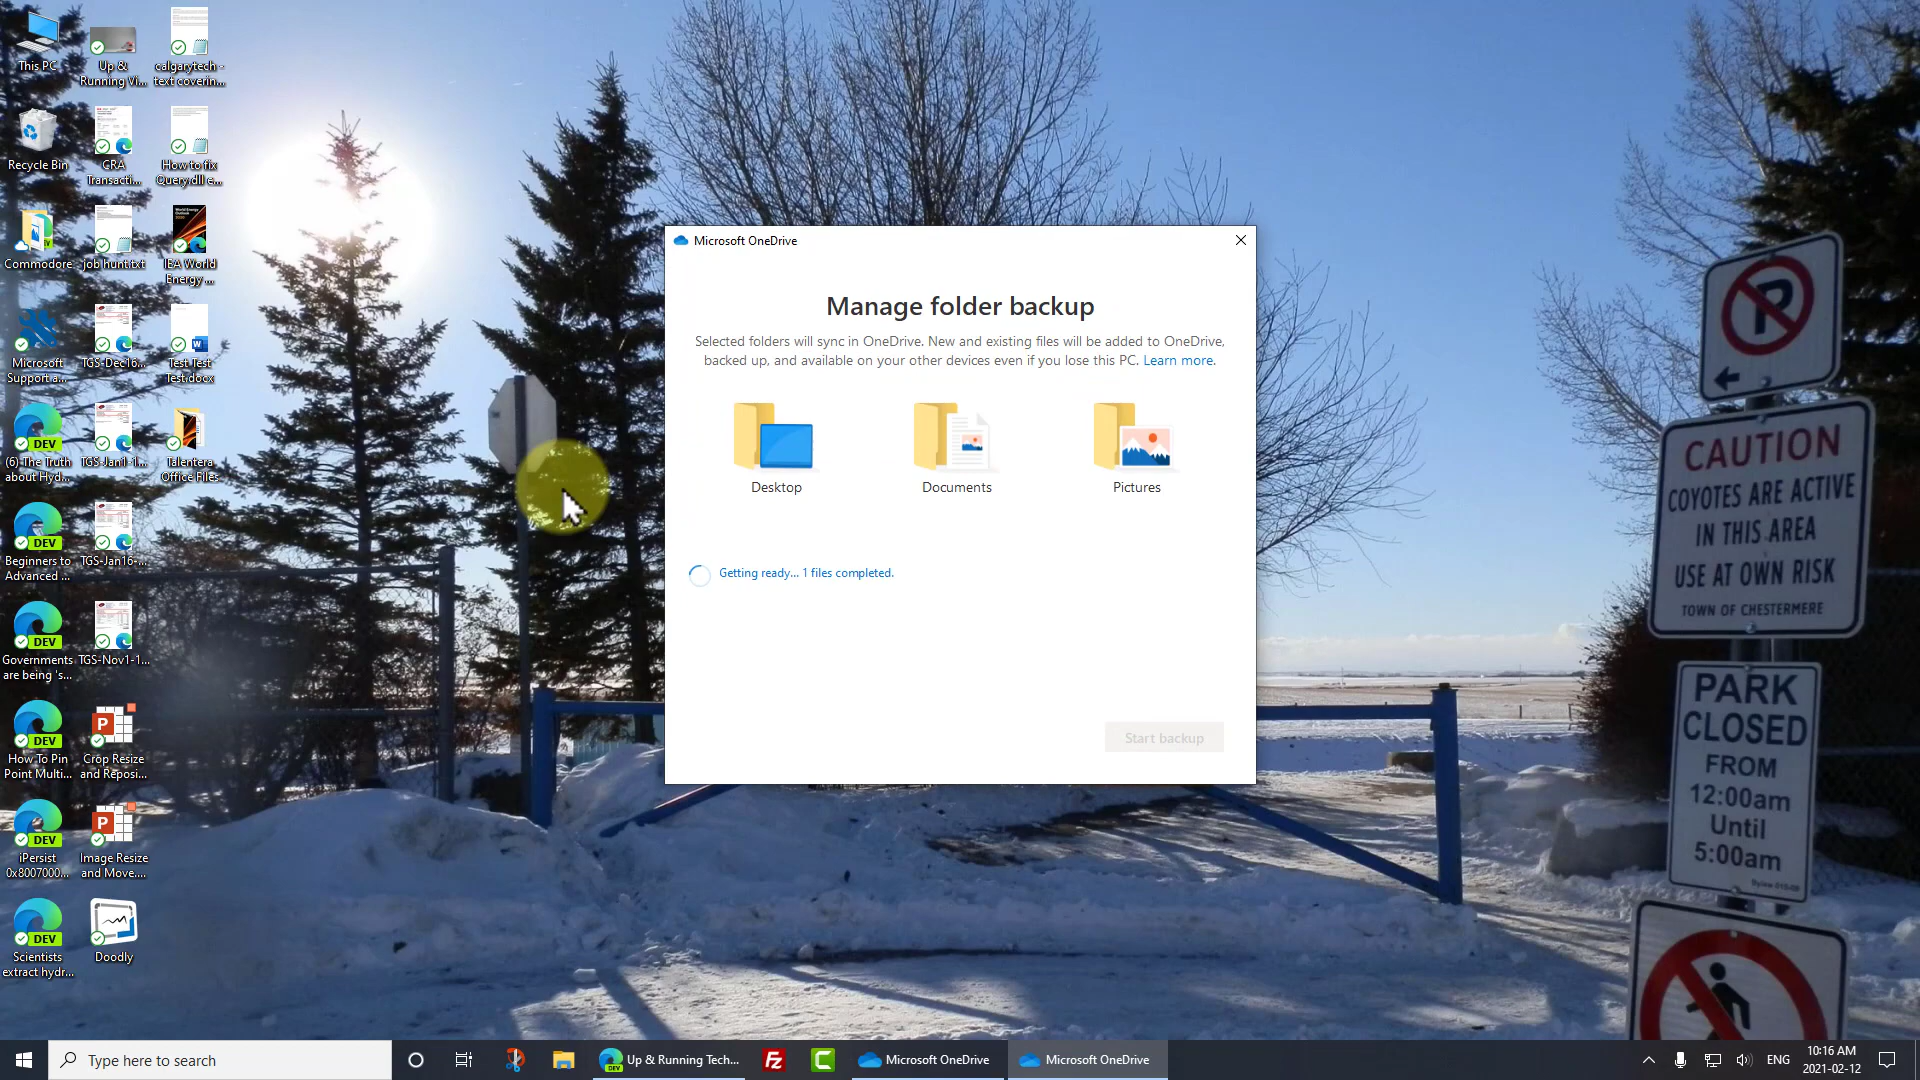 This PC
Up &
Running Vi...
calgarytech -
text coverin...
Recycle Bin
CRA
Transacti...
How to fix
Query.dll e...
Commodore
job hunt.txt
IEA World
Energy ...
Microsoft
Support a...
TGS-Dec16...
Test Test
Test.docx
DEV
(6) The Truth
about Hyd...
TGS-Jan1-1...
Talentera
Office Files
DEV
Beginners to
Advanced ...
TGS-Jan16-...
DEV
Governments
are being 's...
TGS-Nov1-1...
DEV
How To Pin
Point Multi...
Crop Resize
and Reposi...
DEV
iPersist
0x8007000...
Image Resize
and Move....
DEV
Scientists
extract hydr...
Doodly
Microsoft OneDrive
Manage folder backup
Selected folders will sync in OneDrive. New and existing files will be added to OneDrive,
backed up, and available on your other devices even if you lose this PC. Learn more.
Desktop
Documents
Pictures
Getting ready... 1 files completed.
Start backup
P
CAUTION
COYOTES ARE ACTIVE
IN THIS AREA
USE AT OWN RISK
TOWN OF CHESTERMERE
PARK
CLOSED
FROM
12:00am
Until
5:00am
Type here to search
Up & Running Tech...
Microsoft OneDrive
Microsoft OneDrive
ENG
10:16 AM
2021-02-12